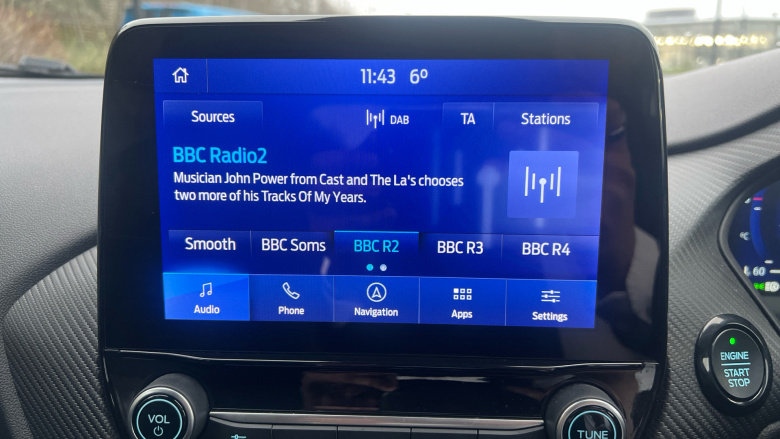 11:43 6º
Sources DAB TA Stations
BBC Radio2
Musician John Power from Cast and The La's chooses
two more of his Tracks Of My Years.
Smooth BBC Soms BBC R2 BBC R3 BBC R4
Audio Phone Navigation Apps Settings
60
ENGINE
START
STOP
VOL
TUNE